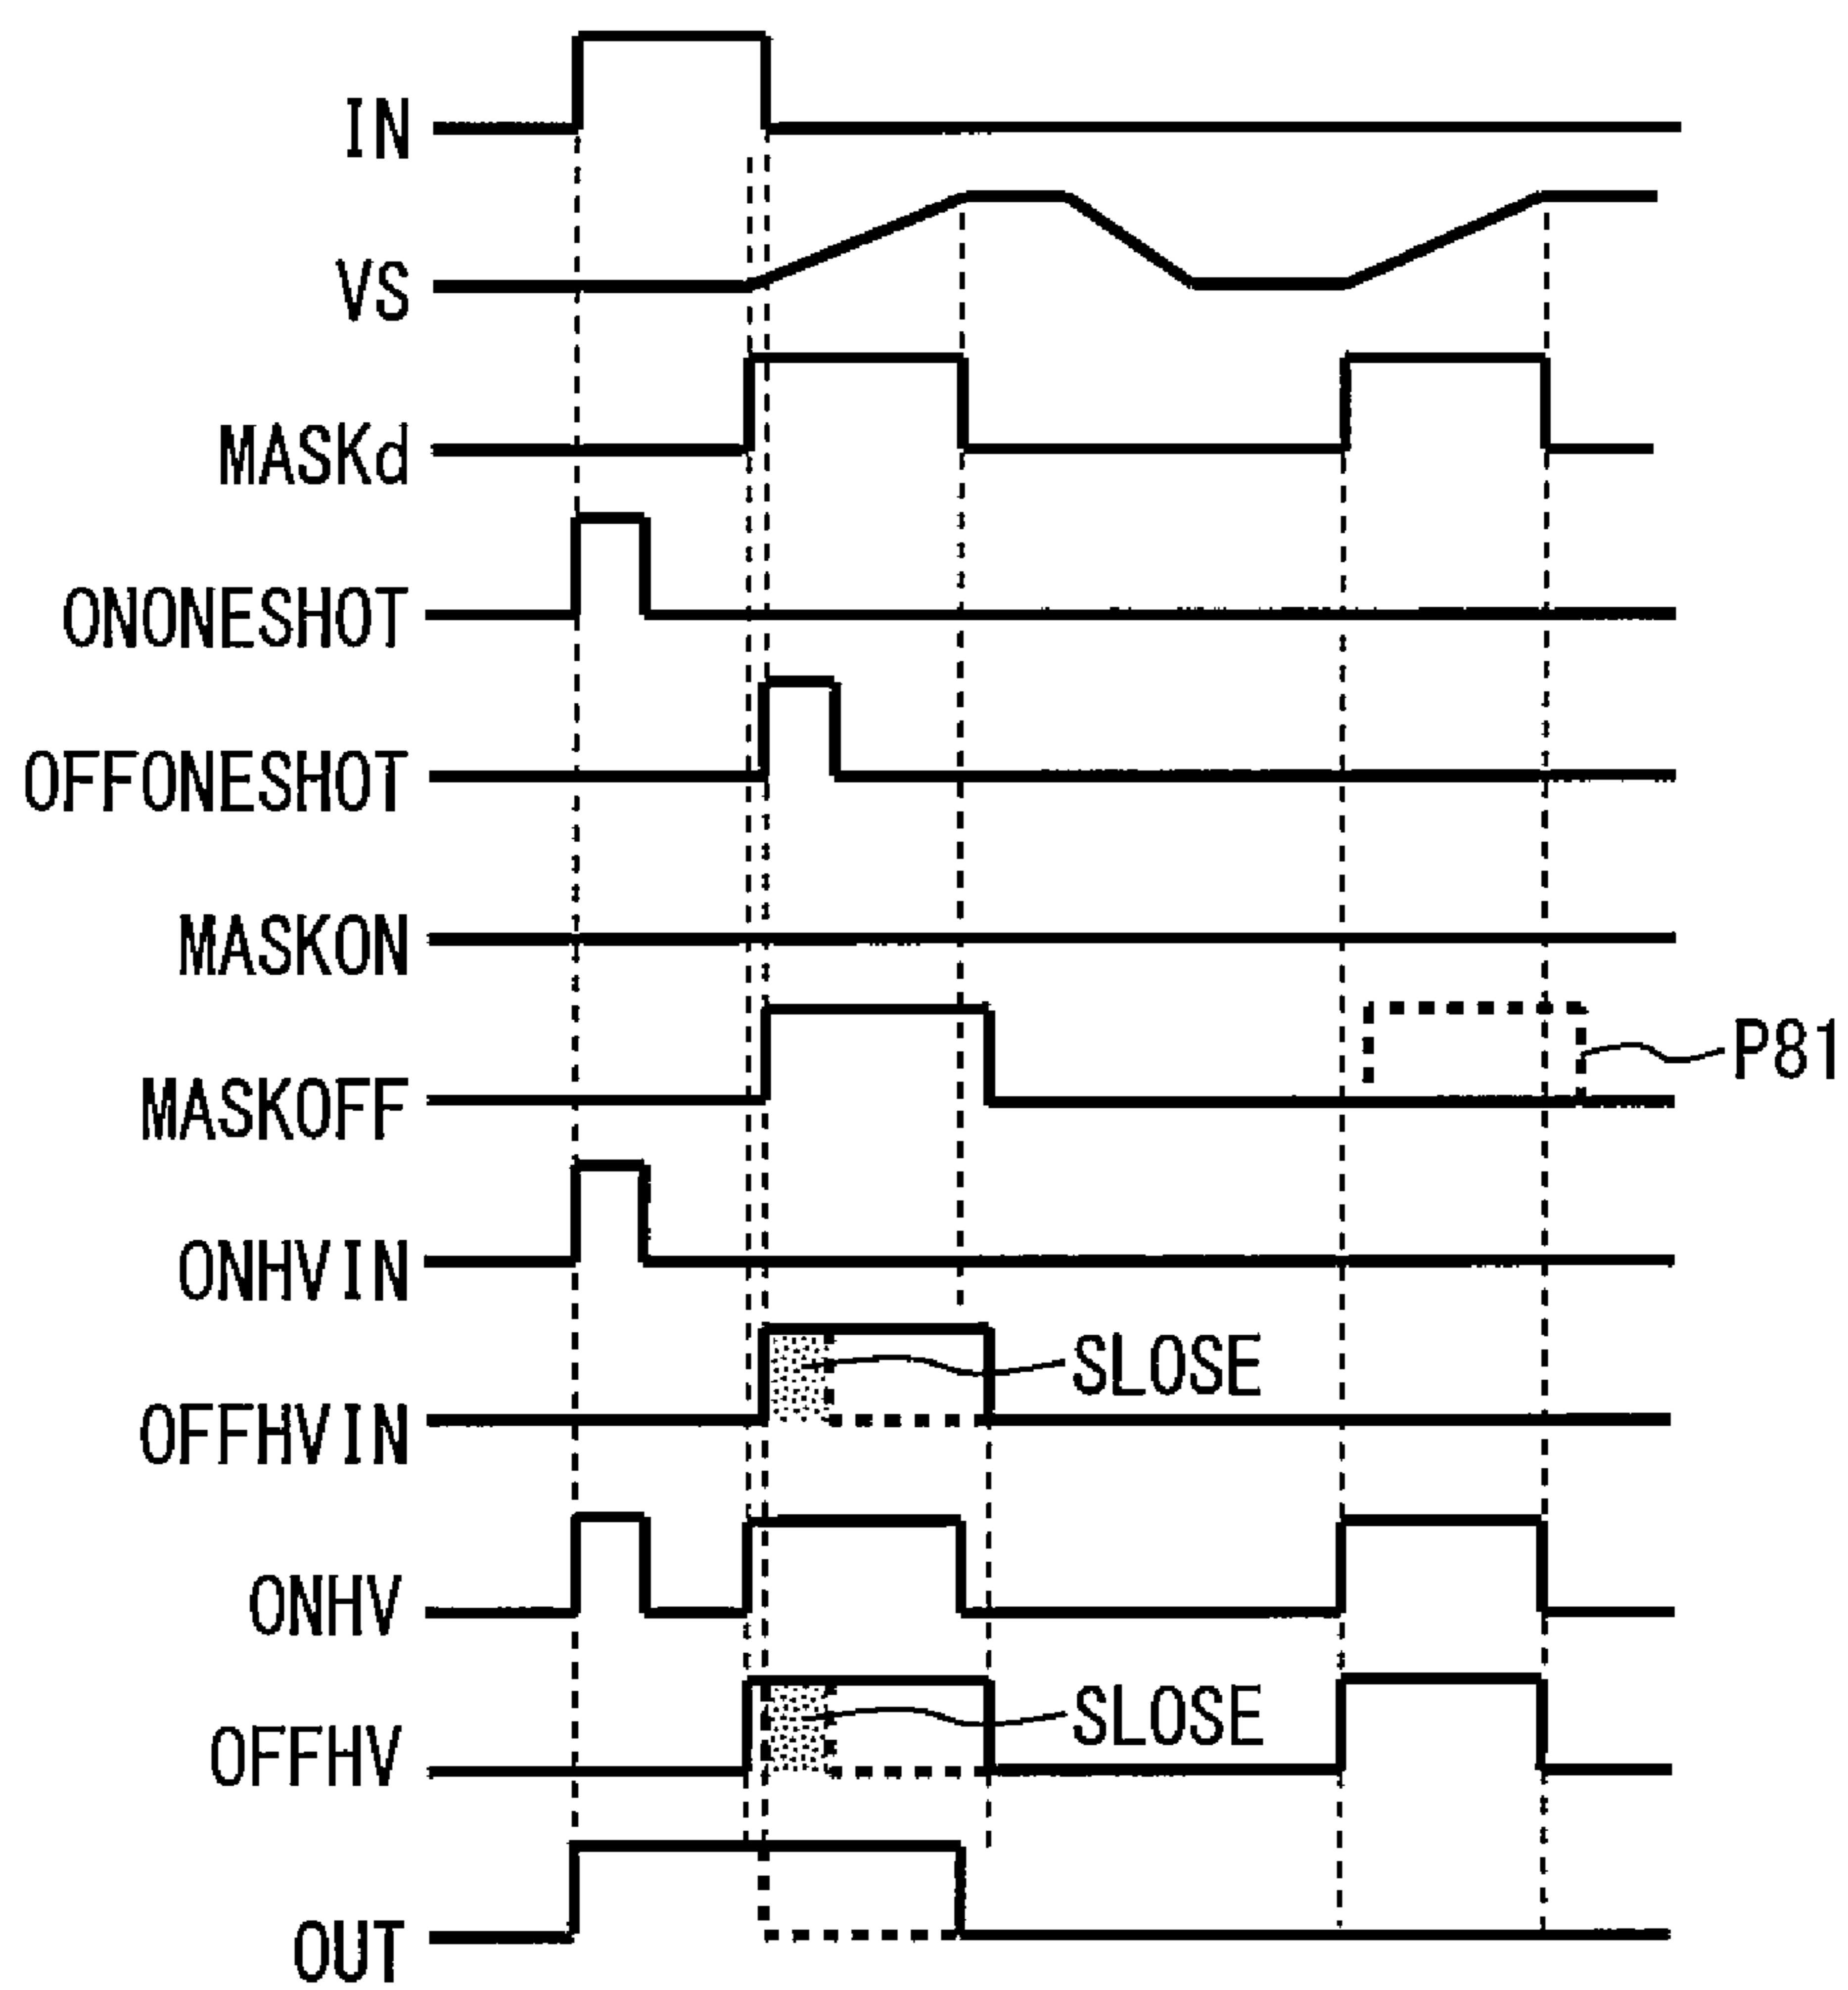 IN
VS
MASKd
ONONESHOT
OFFONESHOT
MASKON
MASKOFF
P81
ONHVIN
OFFHVIN
SLOSE
ONHV
OFFHV
SLOSE
OUT